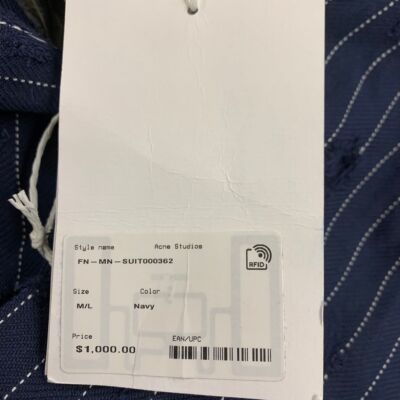 Style name Acne Studios
FN-MN-SUIT000362
RFID
Size Color
M/L Navy
Price EAN/UPC
$1,000.00